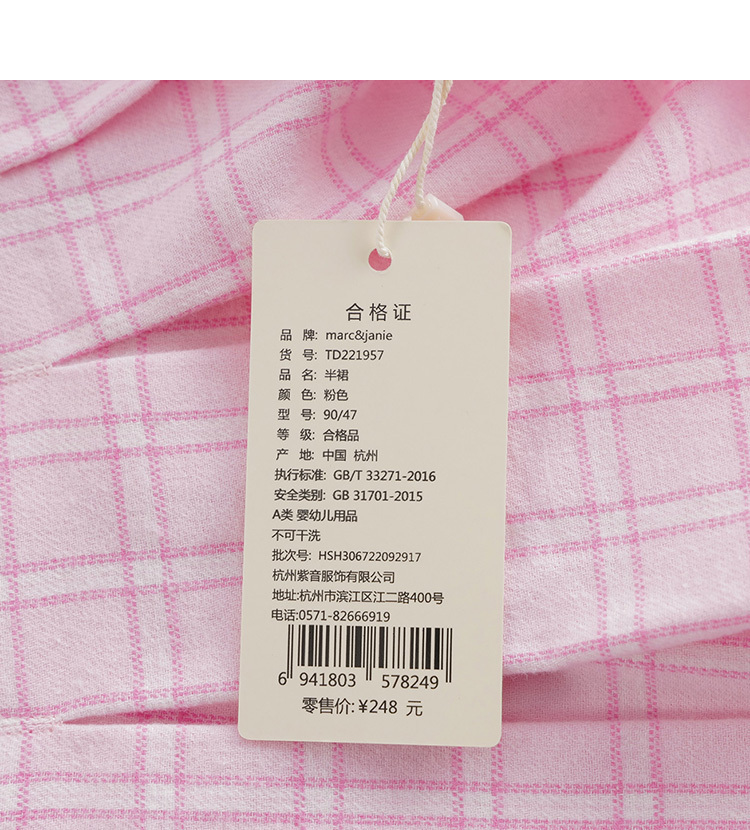 合格证
品 牌: marc&janie
货 号: TD221957
品 名: 半裙
颜 色: 粉色
型 号: 90/47
等 级: 合格品
产 地: 中国 杭州
执行标准: GB/T 33271-2016
安全类别: GB 31701-2015
A类 婴幼儿用品
不可干洗
批次号: HSH306722092917
杭州紫音服饰有限公司
地址:杭州市滨江区江二路400号
电话:0571-82666919
6 941803 578249
零售价:¥248 元